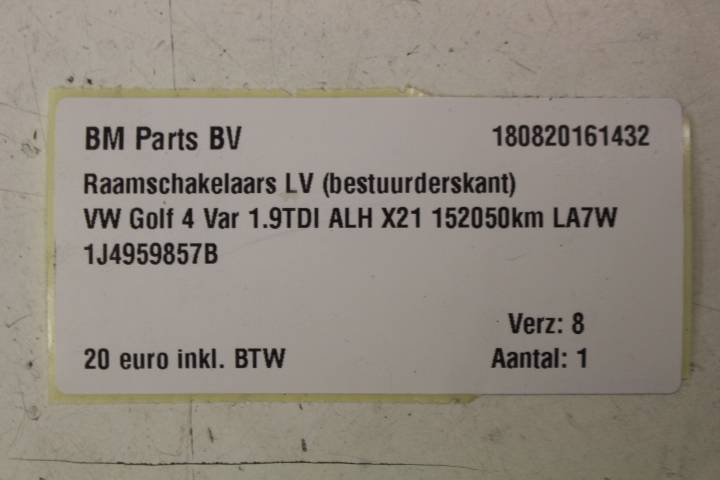 BM Parts BV 180820161432
Raamschakelaars LV (bestuurderskant)
VW Golf 4 Var 1.9TDI ALH X21 152050km LA7W
1J4959857B
Verz: 8
20 euro inkl. BTW Aantal: 1